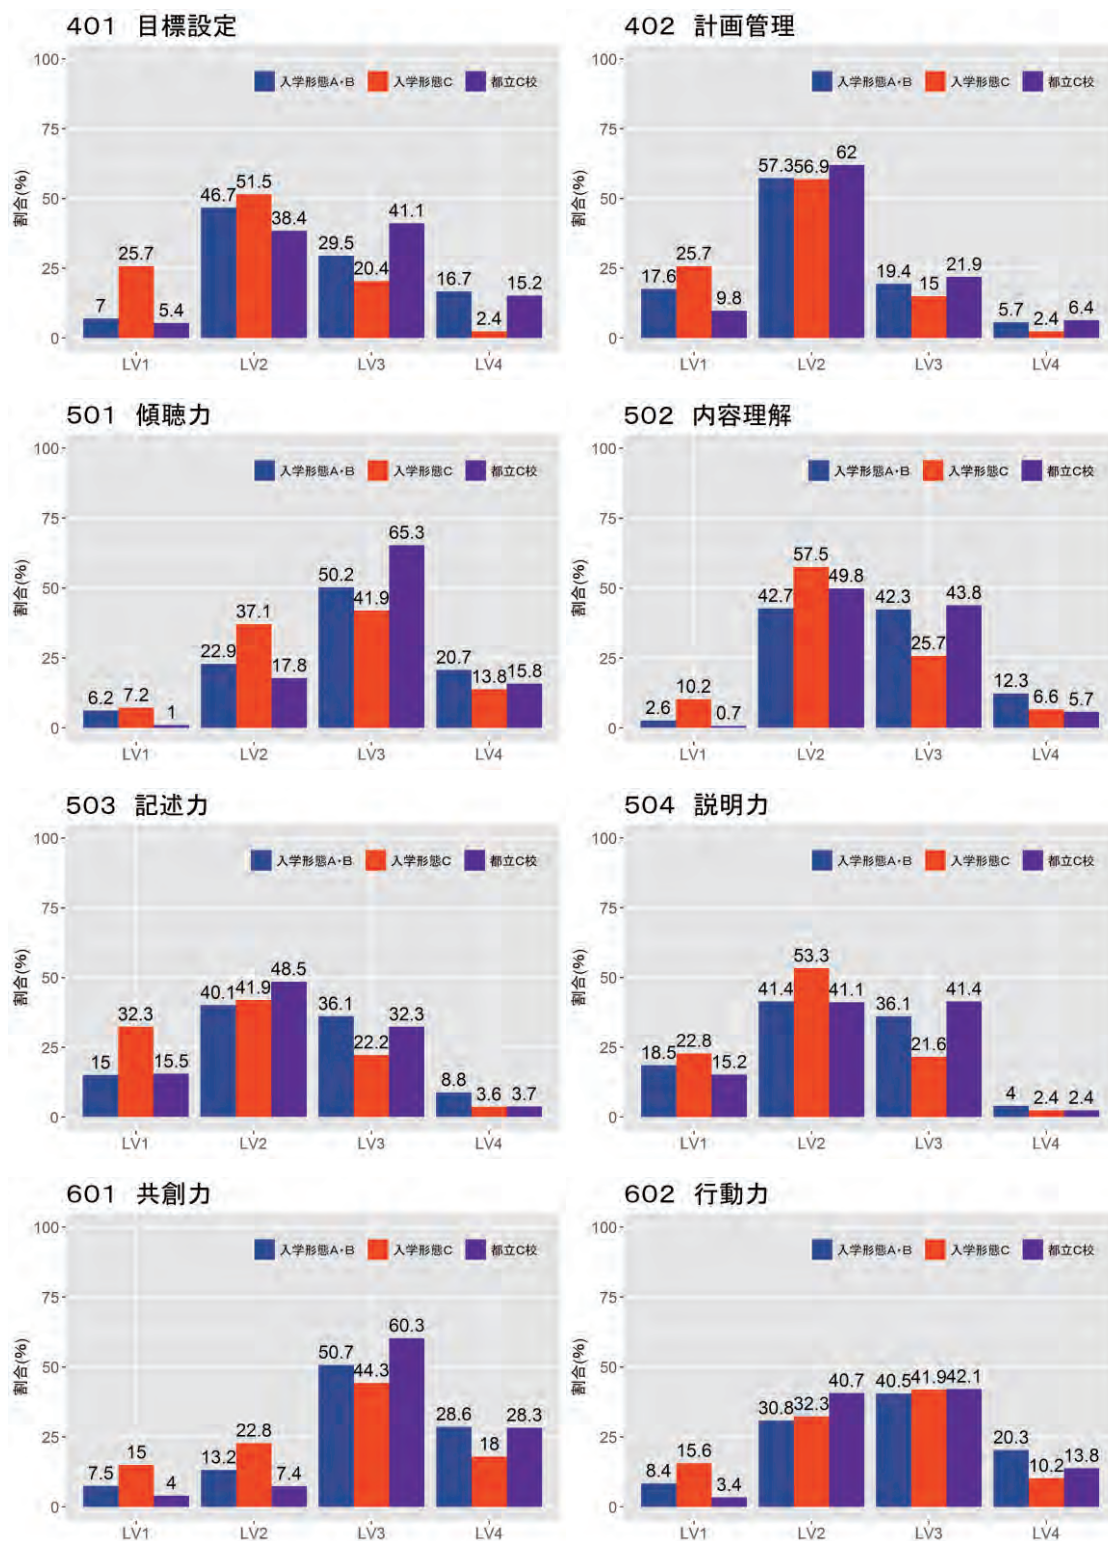 401 目標設定
割合(%)
100
75
50
25
0
入学形態A・B 入学形態C 都立C校
7 25.7 5.4
46.7 51.5 38.4
29.5 20.4 41.1
16.7 2.4 15.2
LV1 LV2 LV3 LV4
402 計画管理
割合(%)
100
75
50
25
0
入学形態A・B 入学形態C 都立C校
17.6 25.7 9.8
57.3 56.9 62
19.4 15 21.9
5.7 2.4 6.4
LV1 LV2 LV3 LV4
501 傾聴力
割合(%)
100
75
50
25
0
入学形態A・B 入学形態C 都立C校
6.2 7.2 1
22.9 37.1 17.8
50.2 41.9 65.3
20.7 13.8 15.8
LV1 LV2 LV3 LV4
502 内容理解
割合(%)
100
75
50
25
0
入学形態A・B 入学形態C 都立C校
2.6 10.2 0.7
42.7 57.5 49.8
42.3 25.7 43.8
12.3 6.6 5.7
LV1 LV2 LV3 LV4
503 記述力
割合(%)
100
75
50
25
0
入学形態A・B 入学形態C 都立C校
15 32.3 15.5
40.1 41.9 48.5
36.1 22.2 32.3
8.8 3.6 3.7
LV1 LV2 LV3 LV4
504 説明力
割合(%)
100
75
50
25
0
入学形態A・B 入学形態C 都立C校
18.5 22.8 15.2
41.4 53.3 41.1
36.1 21.6 41.4
4 2.4 2.4
LV1 LV2 LV3 LV4
601 共創力
割合(%)
100
75
50
25
0
入学形態A・B 入学形態C 都立C校
7.5 15 4
13.2 22.8 7.4
50.7 44.3 60.3
28.6 18 28.3
LV1 LV2 LV3 LV4
602 行動力
割合(%)
100
75
50
25
0
入学形態A・B 入学形態C 都立C校
8.4 15.6 3.4
30.8 32.3 40.7
40.5 41.9 42.1
20.3 10.2 13.8
LV1 LV2 LV3 LV4